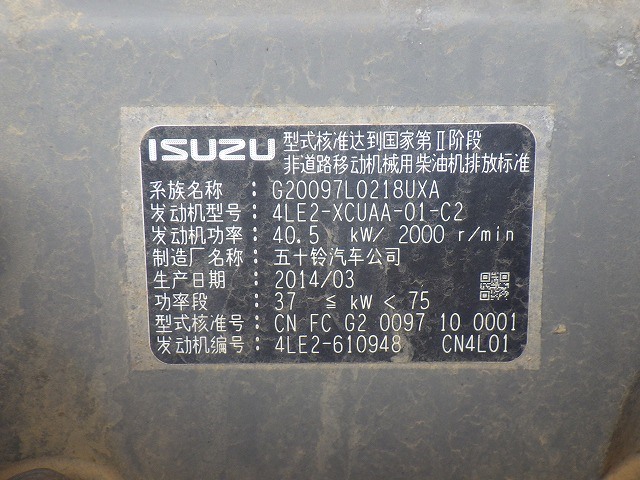 ISUZU 型式核准达到国家第Ⅱ阶段
非道路移动机械用柴油机排放标准
系族名称：G20097L0218UXA
发动机型号：4LE2-XCUAA-01-C2
发动机功率：40.5 kW/ 2000 r/min
制造厂名称：五十铃汽车公司
生产日期：2014/03
功率段：37 ≦ kW < 75
型式核准号：CN FC G2 0097 10 0001
发动机编号：4LE2-610948 CN4L01